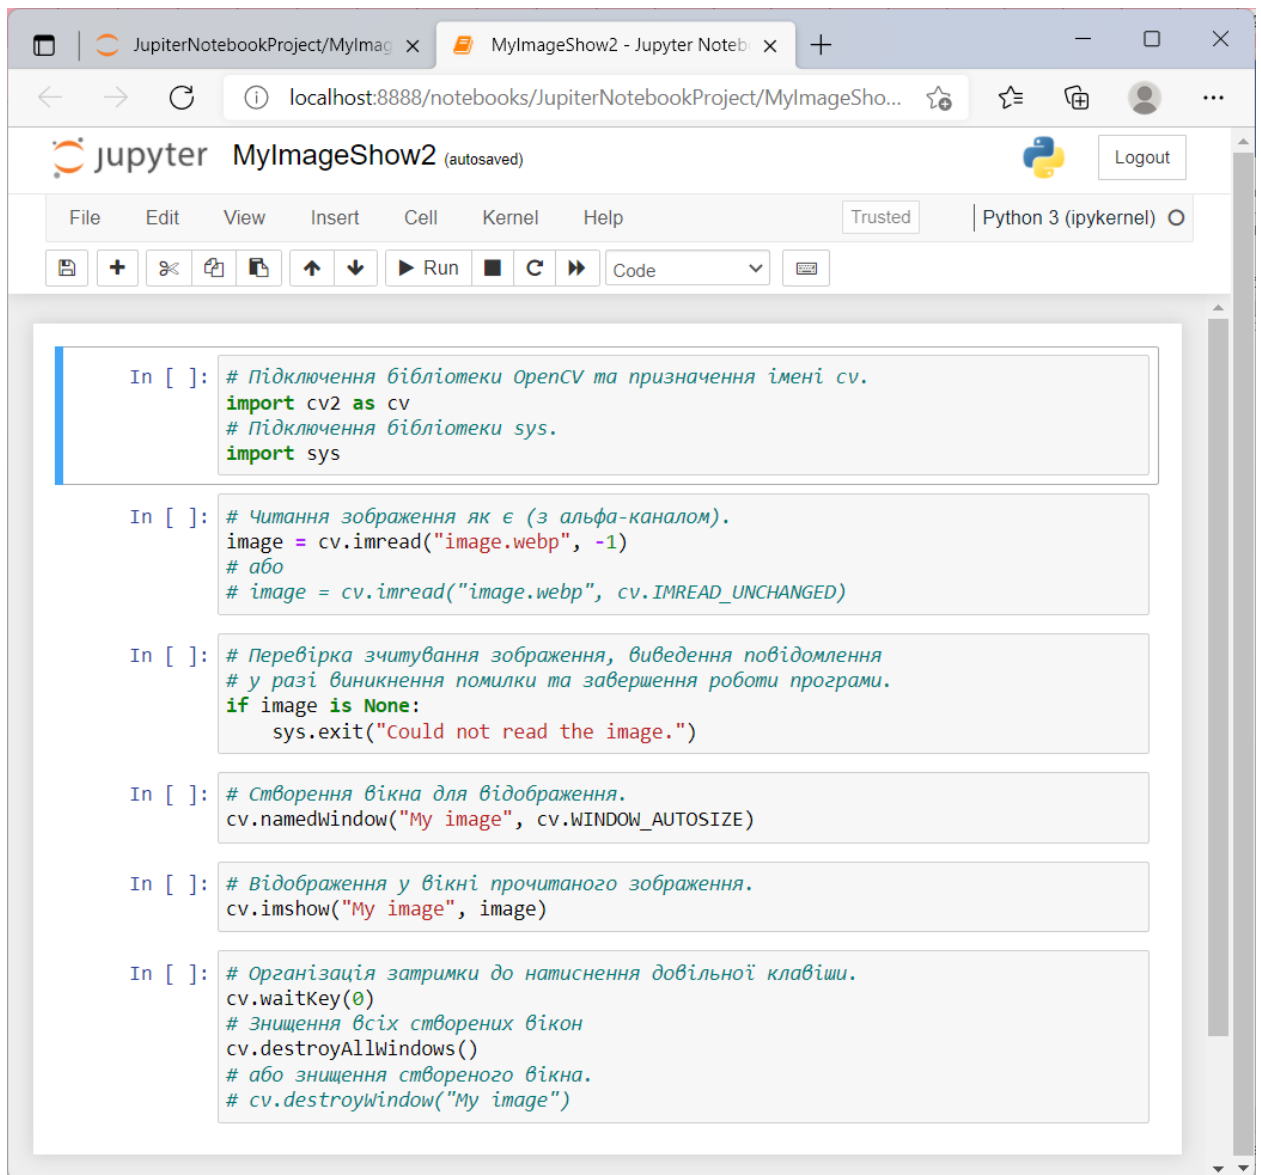 JupiterNotebookProject/MyImag
MyImageShow2 - Jupyter Noteb
localhost:8888/notebooks/JupiterNotebookProject/MyImageSho...
jupyter MyImageShow2 (autosaved)
Logout
File Edit View Insert Cell Kernel Help
Trusted
Python 3 (ipykernel)
Run
Code
In [ ]: # Підключення бібліотеки OpenCV та призначення імені cv.
import cv2 as cv
# Підключення бібліотеки sys.
import sys
In [ ]: # Читання зображення як є (з альфа-каналом).
image = cv.imread("image.webp", -1)
# або
# image = cv.imread("image.webp", cv.IMREAD_UNCHANGED)
In [ ]: # Перевірка зчитування зображення, виведення повідомлення
# у разі виникнення помилки та завершення роботи програми.
if image is None:
    sys.exit("Could not read the image.")
In [ ]: # Створення вікна для відображення.
cv.namedWindow("My image", cv.WINDOW_AUTOSIZE)
In [ ]: # Відображення у вікні прочитаного зображення.
cv.imshow("My image", image)
In [ ]: # Організація затримки до натиснення довільної клавіши.
cv.waitKey(0)
# Знищення всіх створених вікон
cv.destroyAllWindows()
# або знищення створеного вікна.
# cv.destroyWindow("My image")